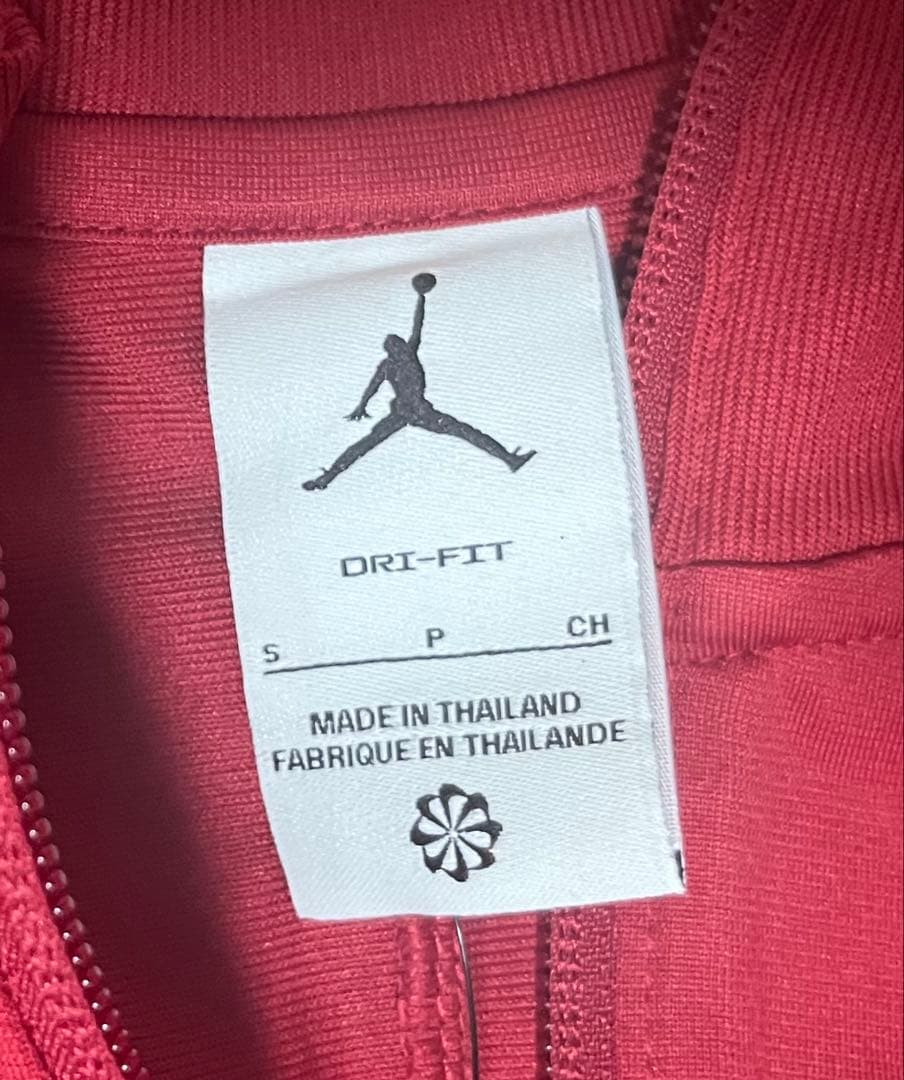 DRI-FIT
S P CH
MADE IN THAILAND
FABRIQUE EN THAILANDE